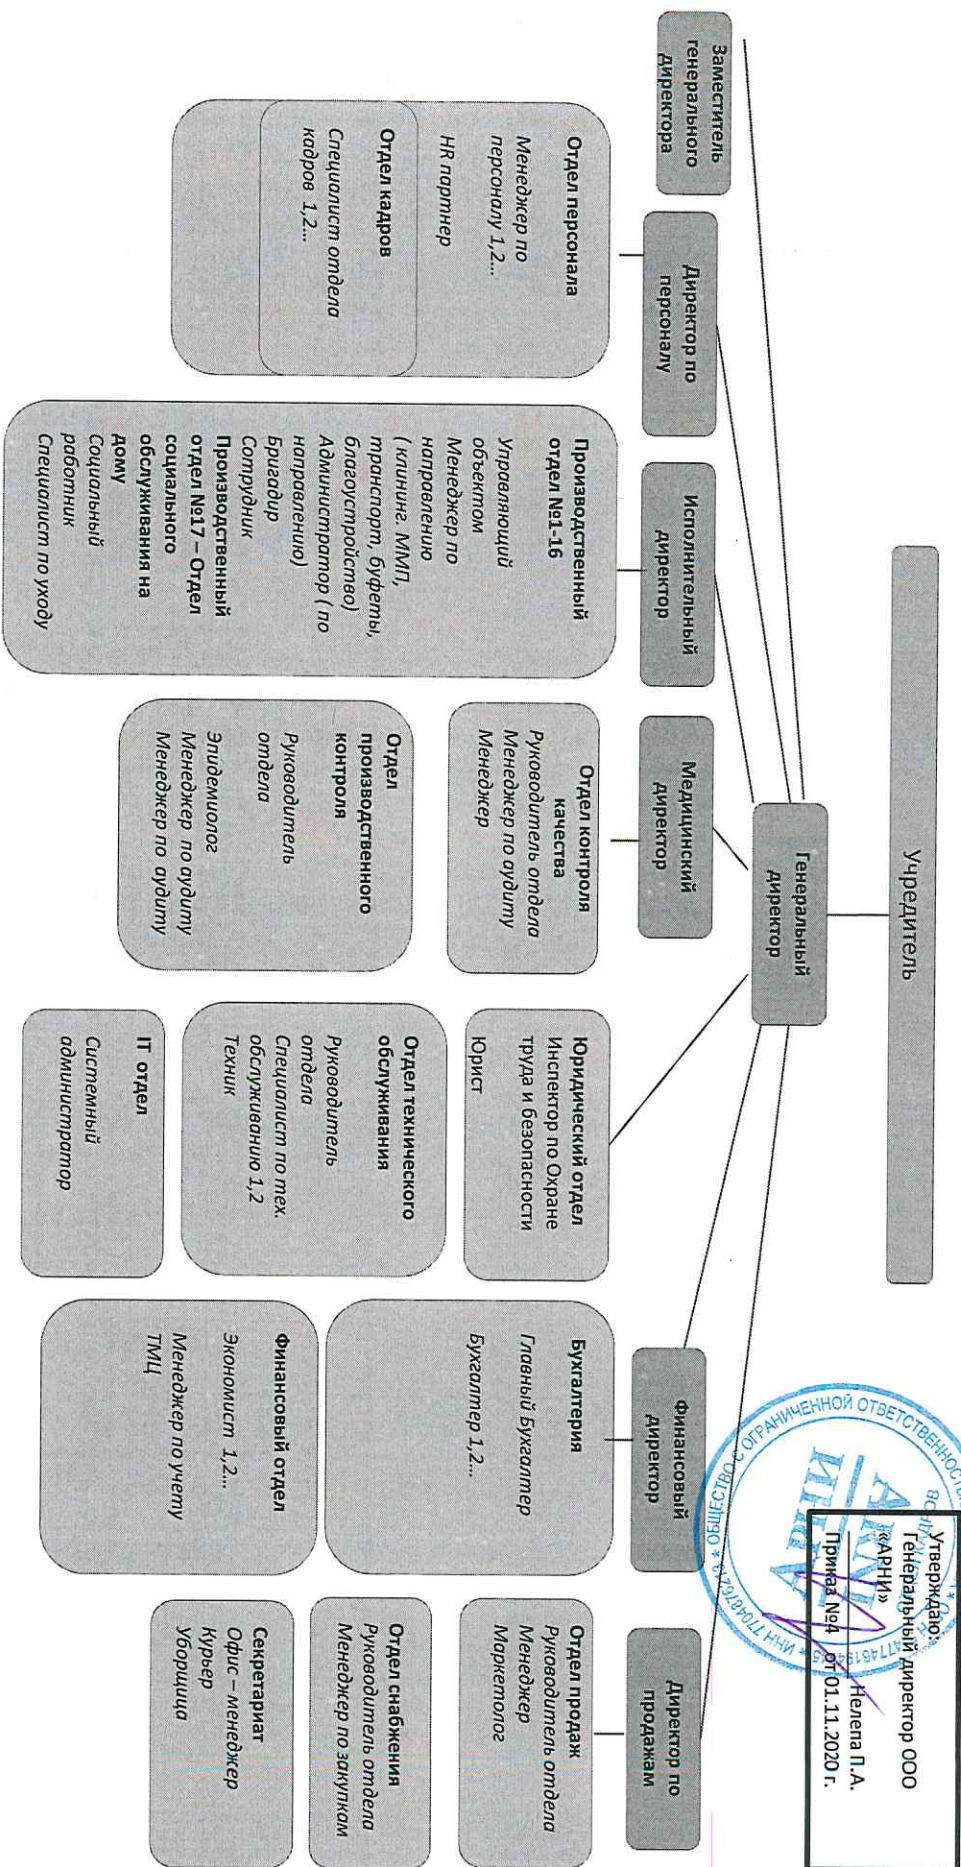 Утверждаю:
Генеральный директор ООО
«АРНИ»
Нелепа П.А.
Приказ №4 от 01.11.2020 г.
ОБЩЕСТВО С ОГРАНИЧЕННОЙ ОТВЕТСТВЕННОСТЬЮ
ИНН 7704876213
АРНИ
ARNI
Учредитель
Генеральный
директор
Заместитель
генерального
директора
Директор по
персоналу
Исполнительный
директор
Медицинский
директор
Финансовый
директор
Директор по
продажам
Отдел персонала
Менеджер по
персоналу 1,2...
HR партнер
Отдел кадров
Специалист отдела
кадров 1,2...
Производственный
отдел №1-16
Управляющий
объектом
Менеджер по
направлению
( клининг. ММП,
транспорт, буфеты,
благоустройство)
Администратор ( по
направлению)
Бригадир
Сотрудник
Производственный
отдел №17 – Отдел
социального
обслуживания на
дому
Социальный
работник
Специалист по уходу
Отдел контроля
качества
Руководитель отдела
Менеджер по аудиту
Менеджер
Отдел
производственного
контроля
Руководитель
отдела
Эпидемиолог
Менеджер по аудиту
Менеджер по аудиту
Юридический отдел
Инспектор по Охране
труда и безопасности
Юрист
Отдел технического
обслуживания
Руководитель
отдела
Специалист по тех.
обслуживанию 1,2
Техник
IT отдел
Системный
администратор
Бухгалтерия
Главный Бухгалтер
Бухгалтер 1,2...
Финансовый отдел
Экономист 1,2...
Менеджер по учету
ТМЦ
Отдел продаж
Руководитель отдела
Менеджер
Маркетолог
Отдел снабжения
Руководитель отдела
Менеджер по закупкам
Секретариат
Офис – менеджер
Курьер
Уборщица